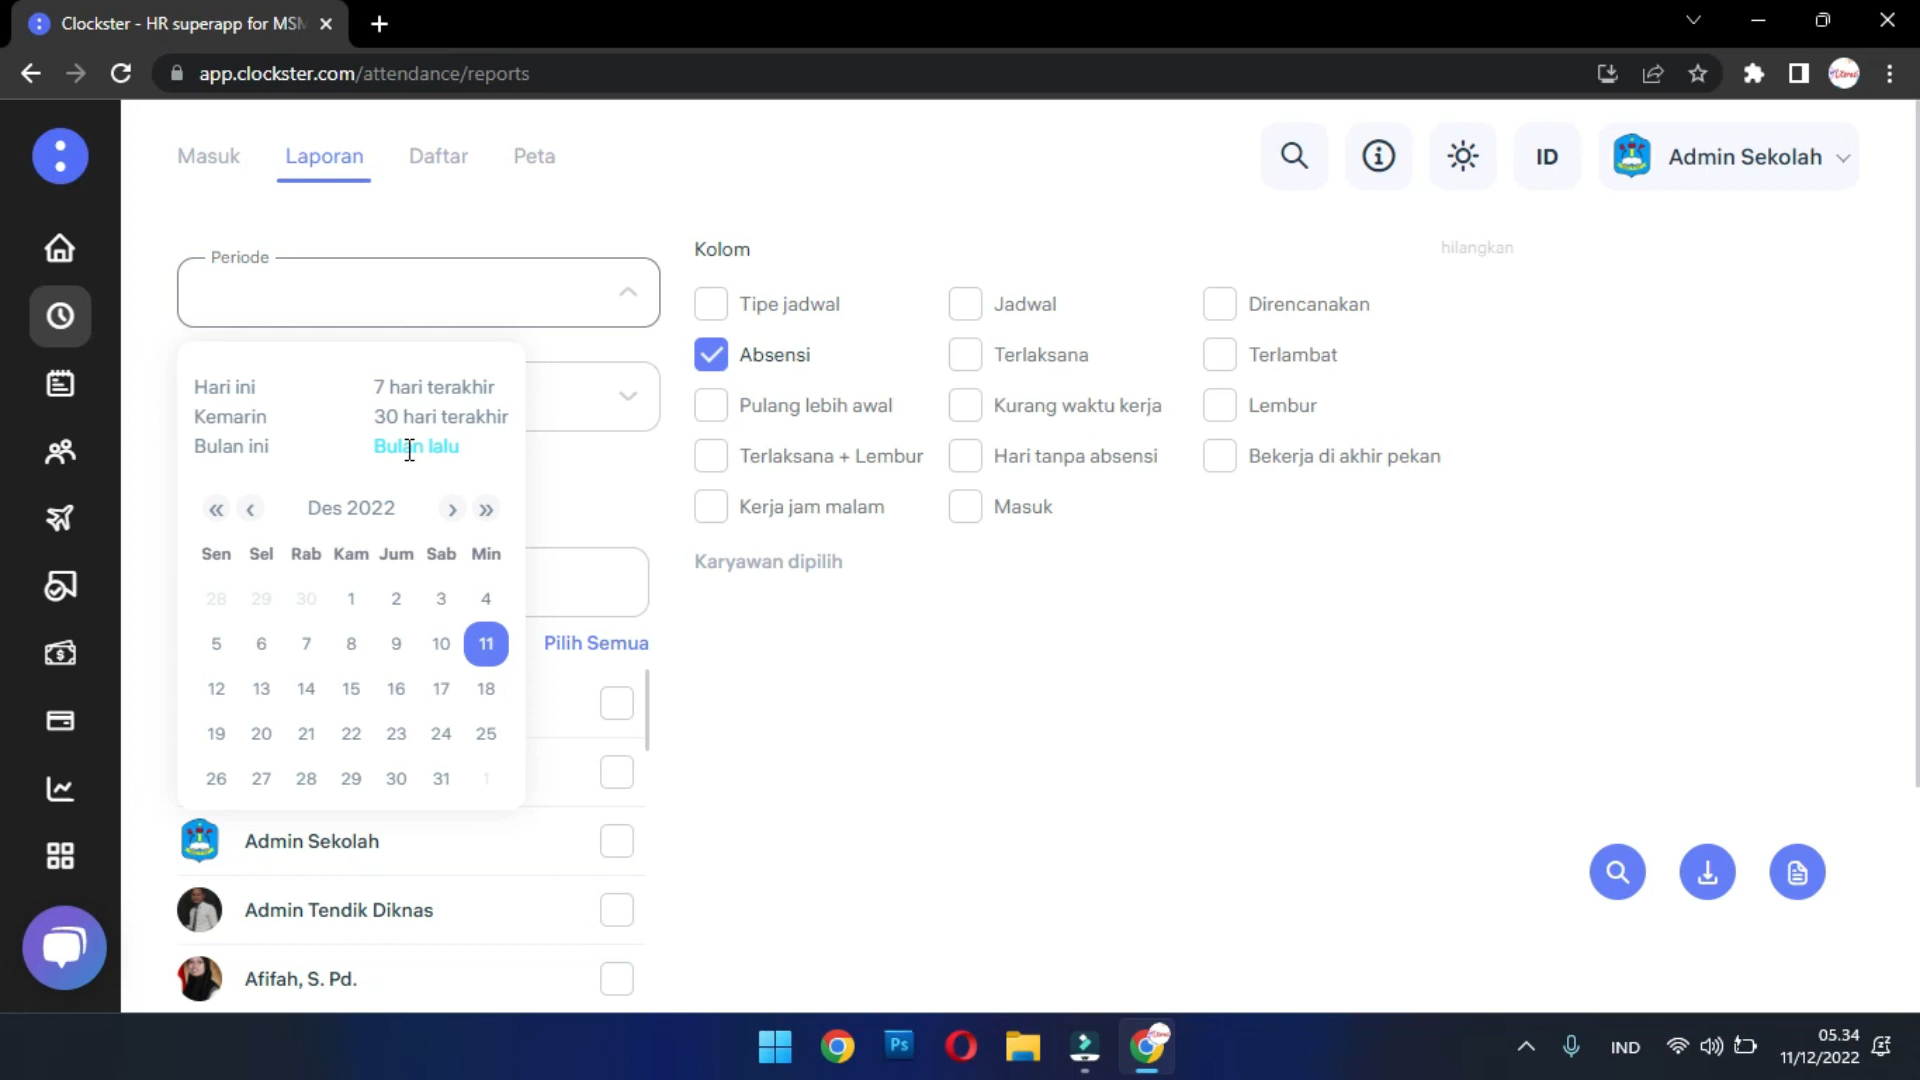 Clockster - HR superapp for MSM
app.clockster.com/attendance/reports
Masuk Laporan Daftar Peta
ID Admin Sekolah
Periode
Kolom hilangkan
Tipe jadwal Jadwal Direncanakan
Absensi Terlaksana Terlambat
Hari ini 7 hari terakhir
Kemarin 30 hari terakhir
Bulan ini Bulan lalu
Pulang lebih awal Kurang waktu kerja Lembur
Terlaksana + Lembur Hari tanpa absensi Bekerja di akhir pekan
Kerja jam malam Masuk
« ‹ Des 2022 › »
Sen Sel Rab Kam Jum Sab Min
28 29 30 1 2 3 4
5 6 7 8 9 10 11
12 13 14 15 16 17 18
19 20 21 22 23 24 25
26 27 28 29 30 31 1
Karyawan dipilih
Pilih Semua
Admin Sekolah
Admin Tendik Diknas
Afifah, S. Pd.
Ps
IND
05.34
11/12/2022